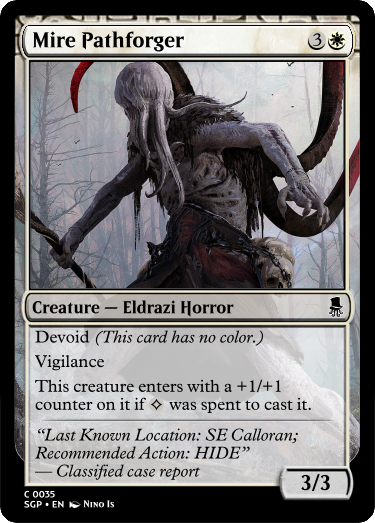 Mire Pathforger 3
Creature — Eldrazi Horror
Devoid (This card has no color.)
Vigilance
This creature enters with a +1/+1
counter on it if was spent to cast it.
“Last Known Location: SE Calloran;
Recommended Action: HIDE”
— Classified case report
3/3
C 0035
SGP • EN Nino Is